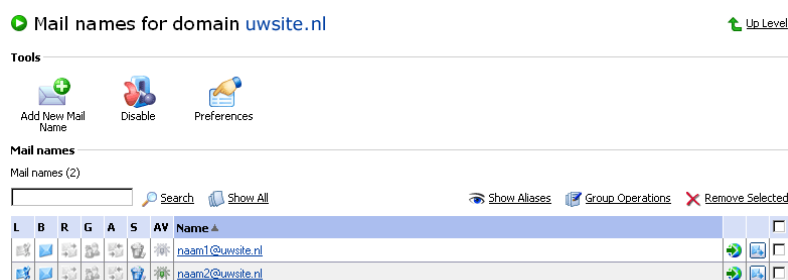 Mail names for domain uwsite.nl
Up Level
Tools
Add New Mail Name
Disable
Preferences
Mail names
Mail names (2)
Search Show All Show Aliases Group Operations Remove Selected
L B R G A S AV Name
naam1@uwsite.nl
naam2@uwsite.nl